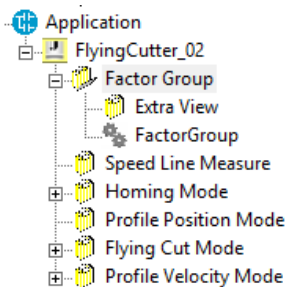 Application
FlyingCutter_02
Factor Group
Extra View
FactorGroup
Speed Line Measure
Homing Mode
Profile Position Mode
Flying Cut Mode
Profile Velocity Mode